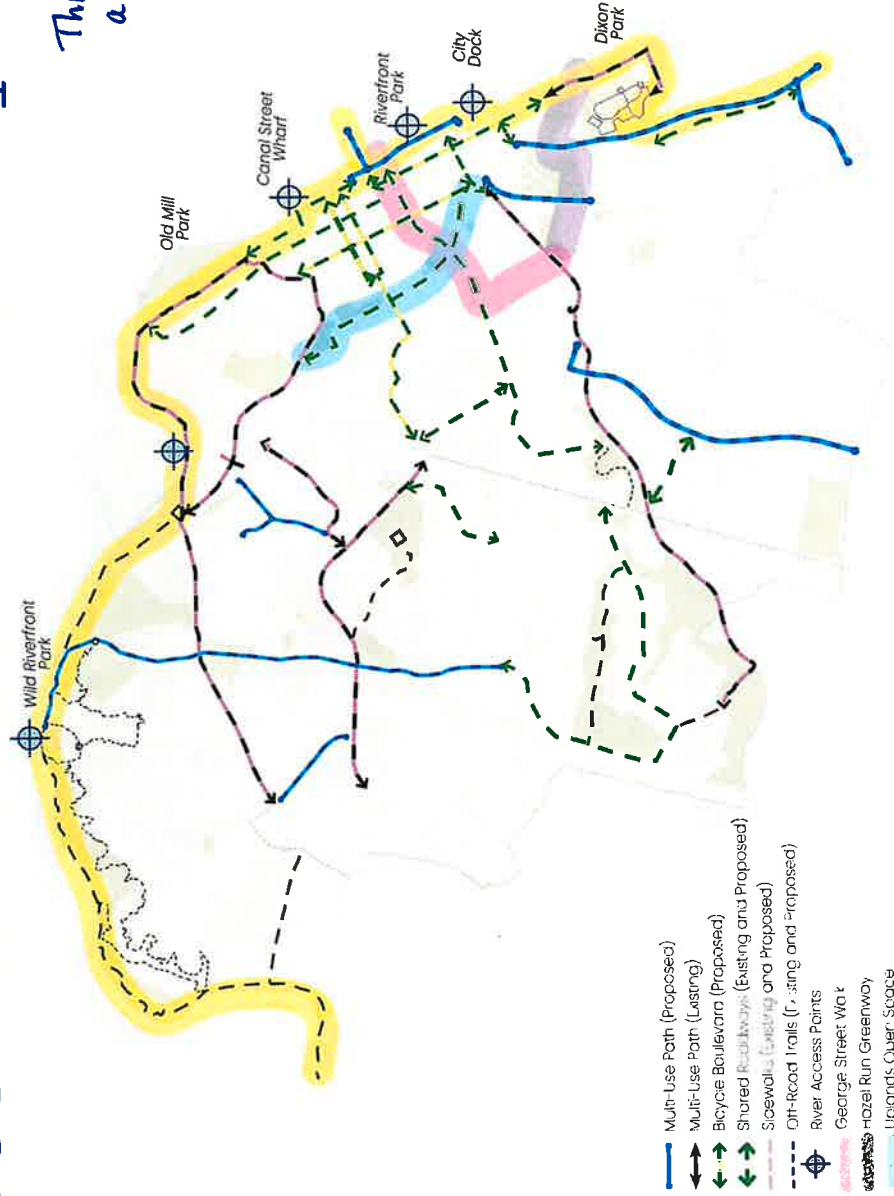 Thi
a
Wild Riverfront
Park
Old Mill
Park
Canal Street
Wharf
Riverfront
Park
City
Dock
Dixon
Park
Multi-Use Path (Proposed)
Multi-Use Path (Existing)
Bicycle Boulevard (Proposed)
Shared Roadways (Existing and Proposed)
Sidewalks (Existing and Proposed)
Off-Road Trails (Existing and Proposed)
River Access Points
George Street Walk
Hazel Run Greenway
Uplands Open Space